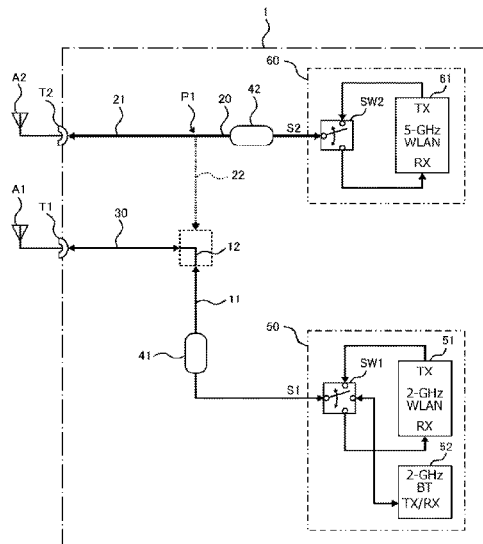 1
A2
T2
21
P1
20
42
S2
60
SW2
61
TX
5-GHz
WLAN
RX
22
A1
T1
30
12
11
41
S1
50
SW1
51
TX
2-GHz
WLAN
RX
52
2-GHz
BT
TX/RX